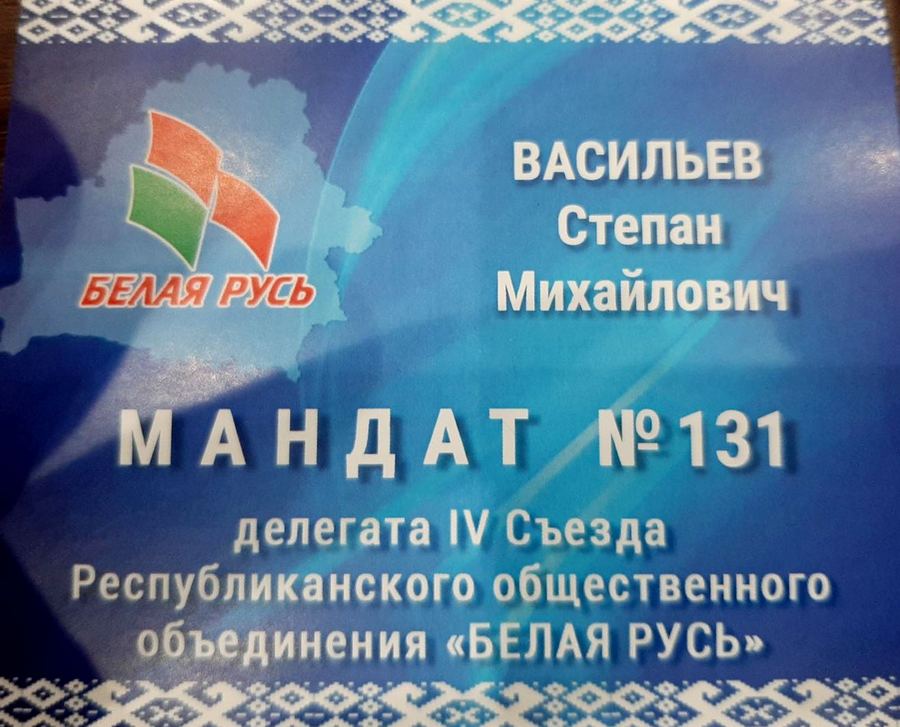 БЕЛАЯ РУСЬ
ВАСИЛЬЕВ
Степан
Михайлович
МАНДАТ №131
делегата IV Съезда
Республиканского общественного
объединения «БЕЛАЯ РУСЬ»